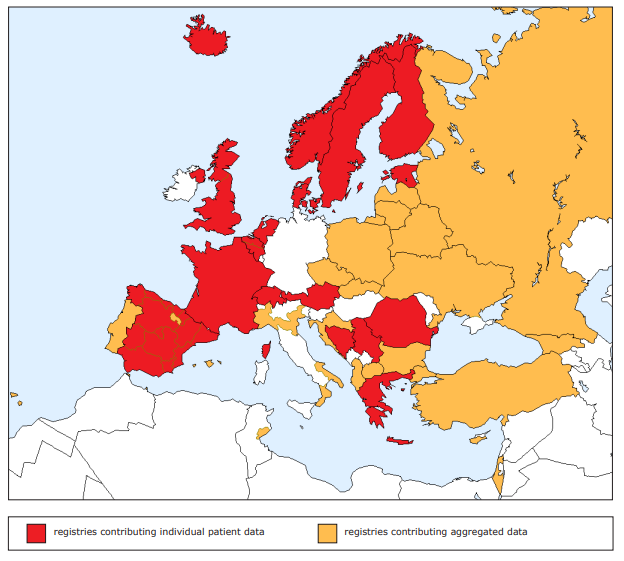 registries contributing individual patient data
registries contributing aggregated data